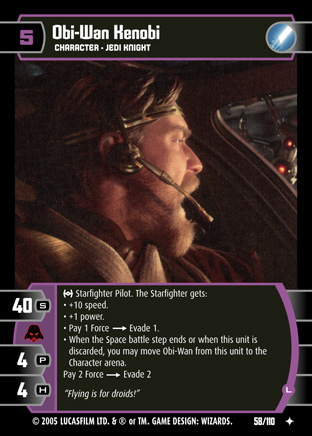 5
Obi-Wan Kenobi
CHARACTER - JEDI KNIGHT
Starfighter Pilot. The Starfighter gets:
• +10 speed.
• +1 power.
• Pay 1 Force → Evade 1.
• When the Space battle step ends or when this unit is
discarded, you may move Obi-Wan from this unit to the
Character arena.
Pay 2 Force → Evade 2
"Flying is for droids!"
40 S
4 P
4 H
L
© 2005 LUCASFILM LTD. & ® or TM. GAME DESIGN: WIZARDS.
58/110